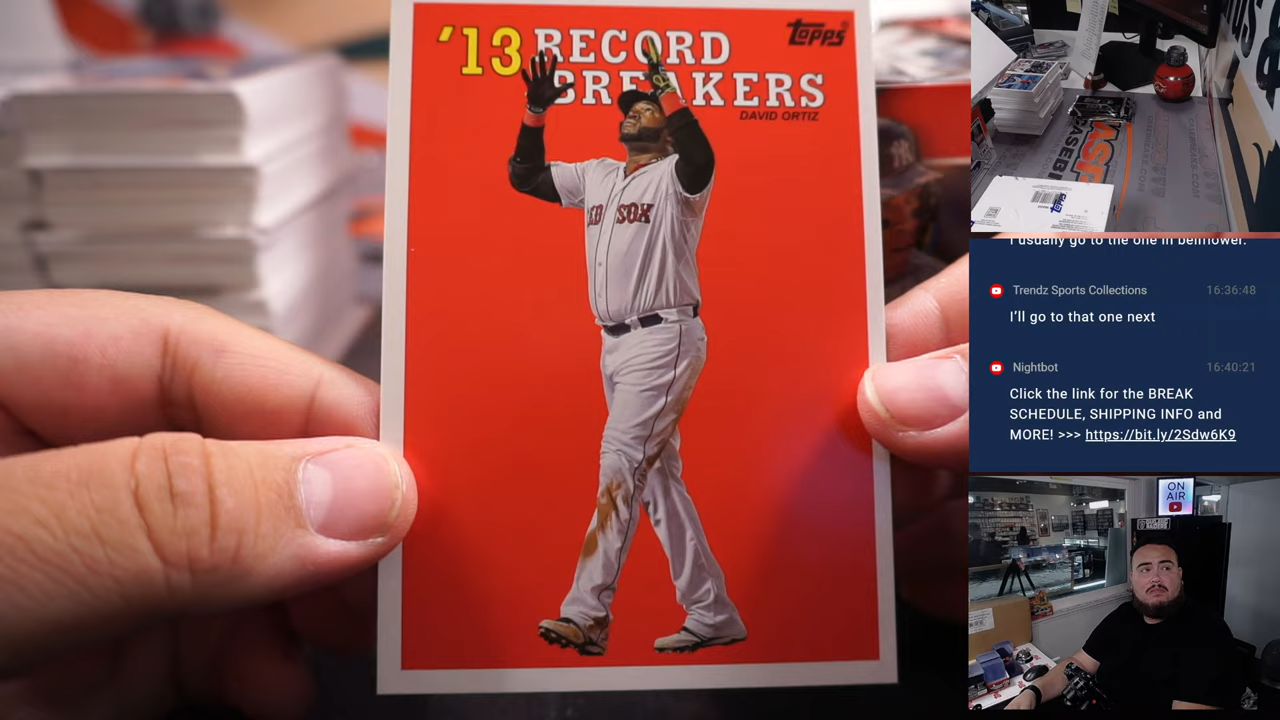 '13 RECORD
BREAKERS
Topps
DAVID ORTIZ
RED SOX
I usually go to the one in bellflower.
Trendz Sports Collections 16:36:48
I'll go to that one next
Nightbot 16:40:21
Click the link for the BREAK
SCHEDULE, SHIPPING INFO and
MORE! >>> https://bit.ly/2Sdw6K9
ON
AIR
topps